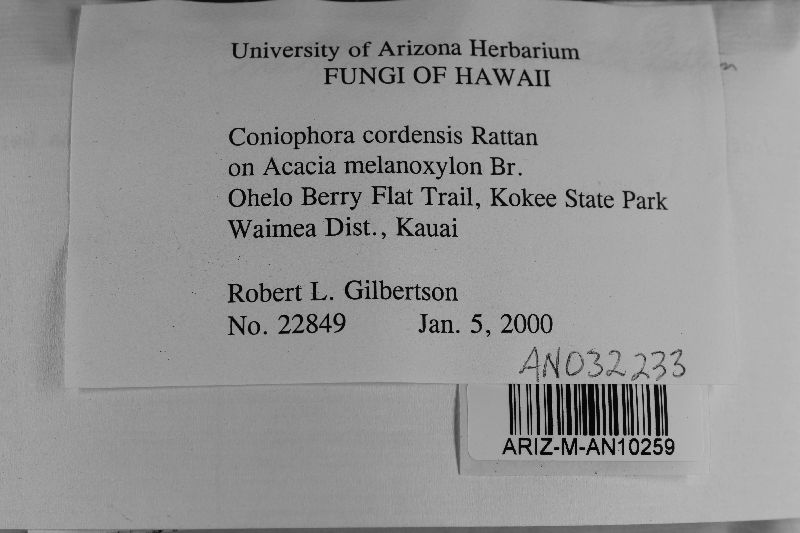 University of Arizona Herbarium
FUNGI OF HAWAII
Coniophora cordensis Rattan
on Acacia melanoxylon Br.
Ohelo Berry Flat Trail, Kokee State Park
Waimea Dist., Kauai
Robert L. Gilbertson
No. 22849 Jan. 5, 2000
AN032233
ARIZ-M-AN10259